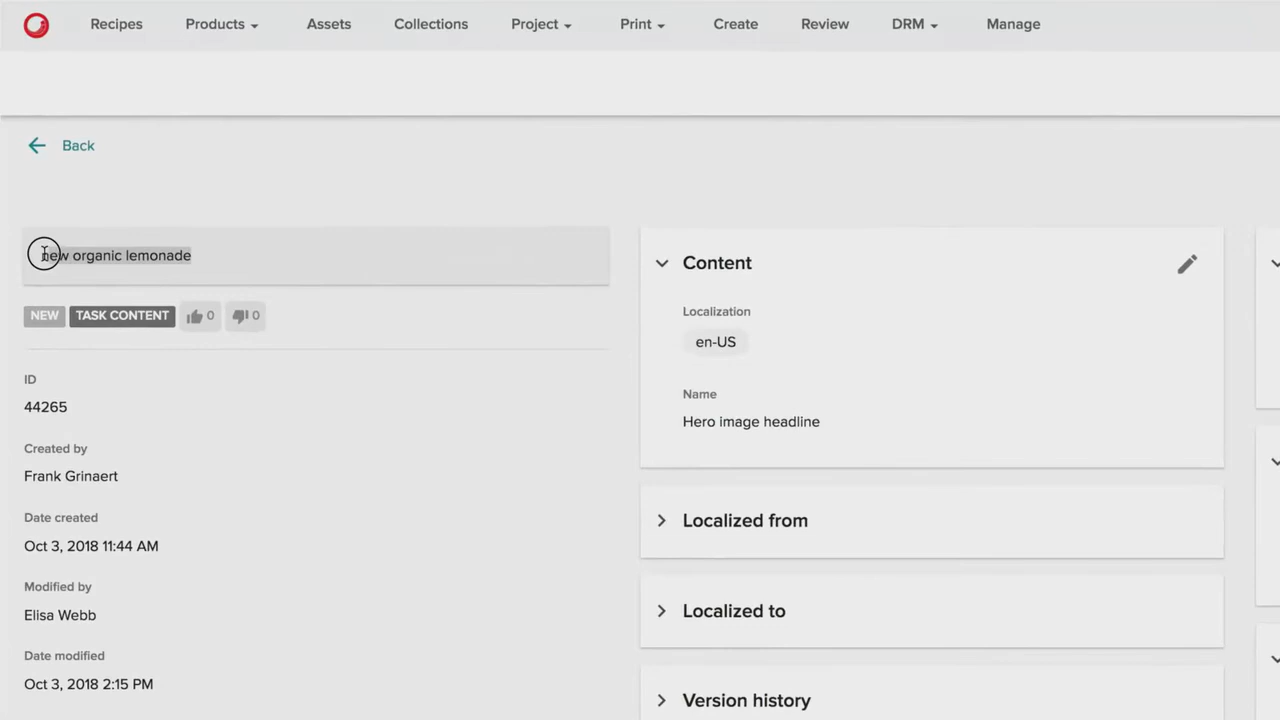 Recipes Products Assets Collections Project Print Create Review DRM Manage
Back
new organic lemonade
NEW TASK CONTENT 0 0
ID
44265
Created by
Frank Grinaert
Date created
Oct 3, 2018 11:44 AM
Modified by
Elisa Webb
Date modified
Oct 3, 2018 2:15 PM
Content
Localization
en-US
Name
Hero image headline
Localized from
Localized to
Version history